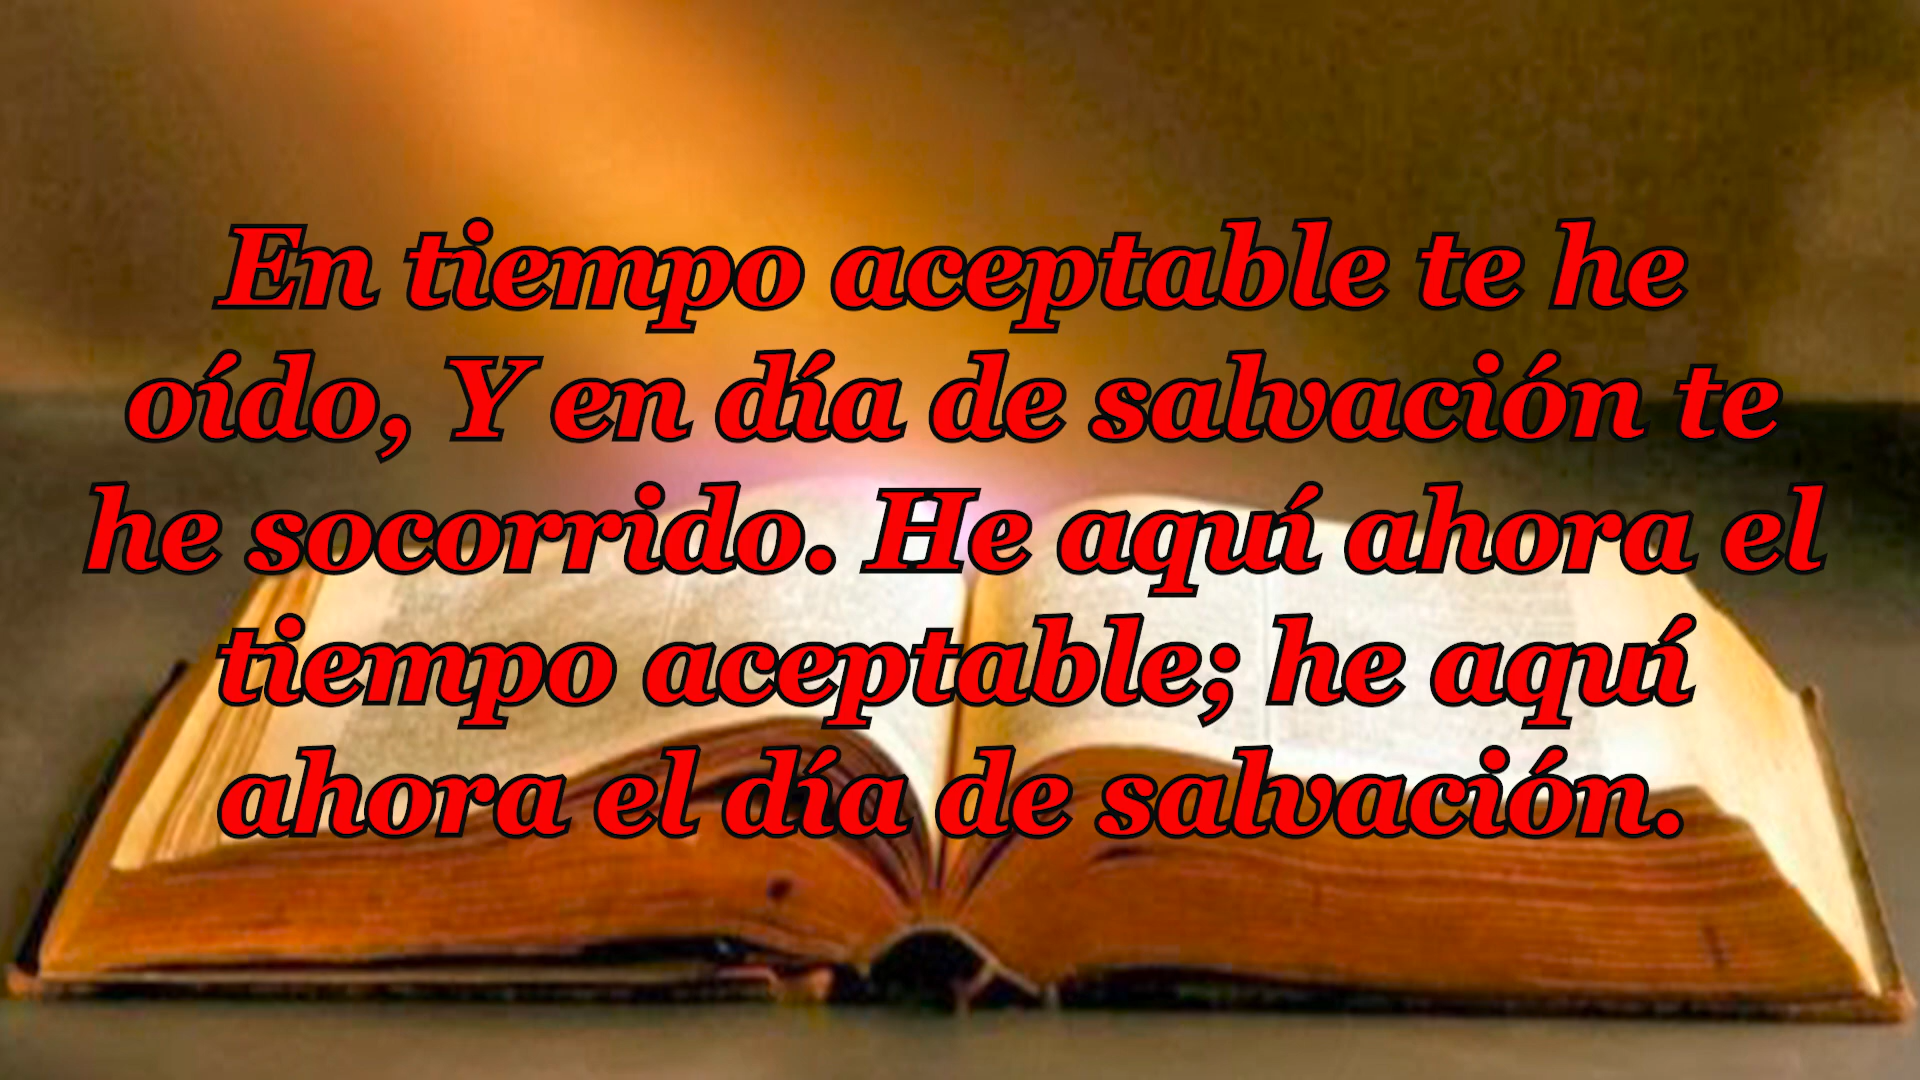 En tiempo aceptable te he
oído, Y en día de salvación te
he socorrido. He aquí ahora el
tiempo aceptable; he aquí
ahora el día de salvación.